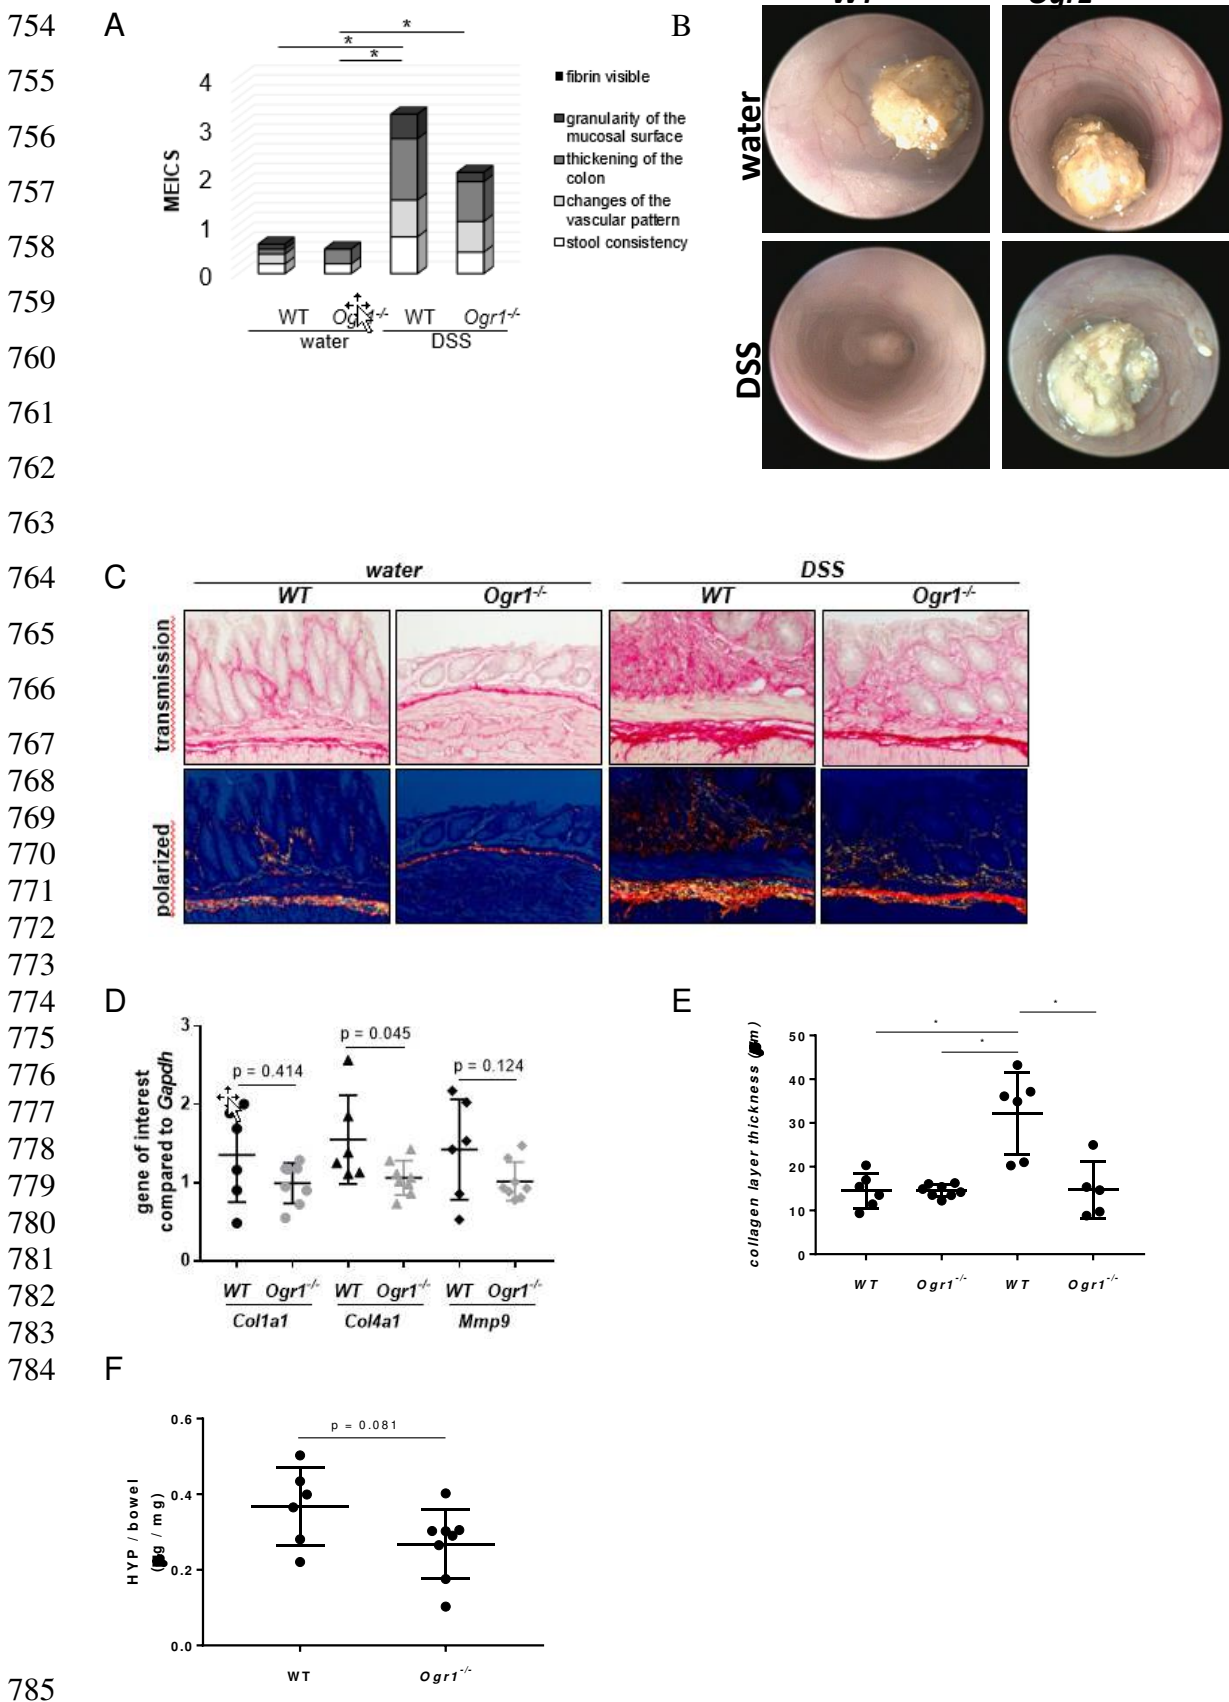 754
755
756
757
758
759
760
761
762
763
764
765
766
767
768
769
770
771
772
773
774
775
776
777
778
779
780
781
782
783
784
785
A
*
*
*
4
3
2
1
0
MEICS
fibrin visible
granularity of the
mucosal surface
thickening of the
colon
changes of the
vascular pattern
stool consistency
WT Ogr1-/- WT Ogr1-/-
water DSS
B
WT
water
DSS
C
water DSS
WT Ogr1-/- WT Ogr1-/-
transmission
polarized
D
gene of interest
compared to Gapdh
3
2
1
0
p = 0.414
p = 0.045
p = 0.124
WT Ogr1-/- WT Ogr1-/- WT Ogr1-/-
Col1a1 Col4a1 Mmp9
E
*
*
*
collagen layer thickness ( m)
50
40
30
20
10
0
WT Ogr1-/- WT Ogr1-/-
F
HYP / bowel
( g / mg)
p = 0.081
0.6
0.4
0.2
0.0
WT Ogr1-/-